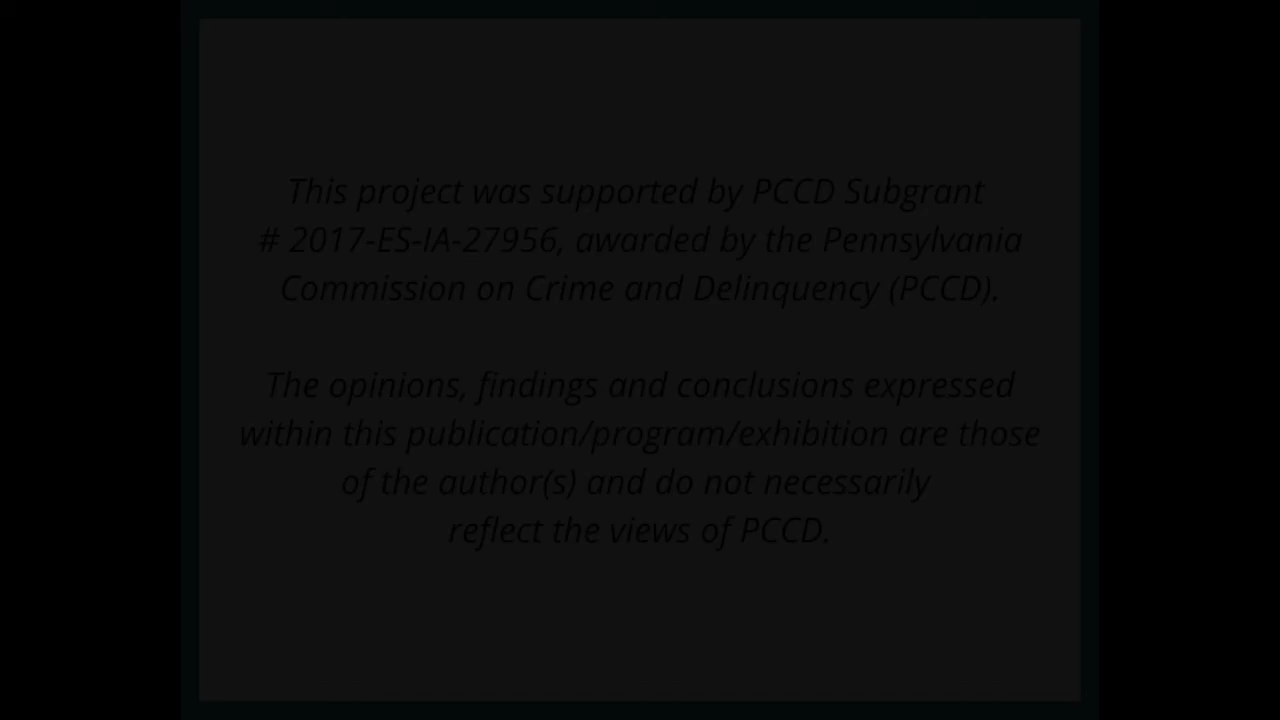 This project was supported by PCCD Subgrant
# 2017-ES-IA-27956, awarded by the Pennsylvania
Commission on Crime and Delinquency (PCCD).
The opinions, findings and conclusions expressed
within this publication/program/exhibition are those
of the author(s) and do not necessarily
reflect the views of PCCD.